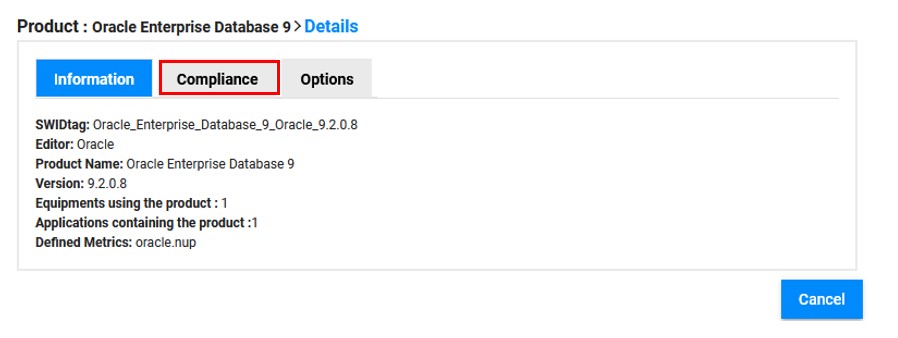 Product : Oracle Enterprise Database 9 > Details
Information Compliance Options
SWIDtag: Oracle_Enterprise_Database_9_Oracle_9.2.0.8
Editor: Oracle
Product Name: Oracle Enterprise Database 9
Version: 9.2.0.8
Equipments using the product : 1
Applications containing the product :1
Defined Metrics: oracle.nup
Cancel